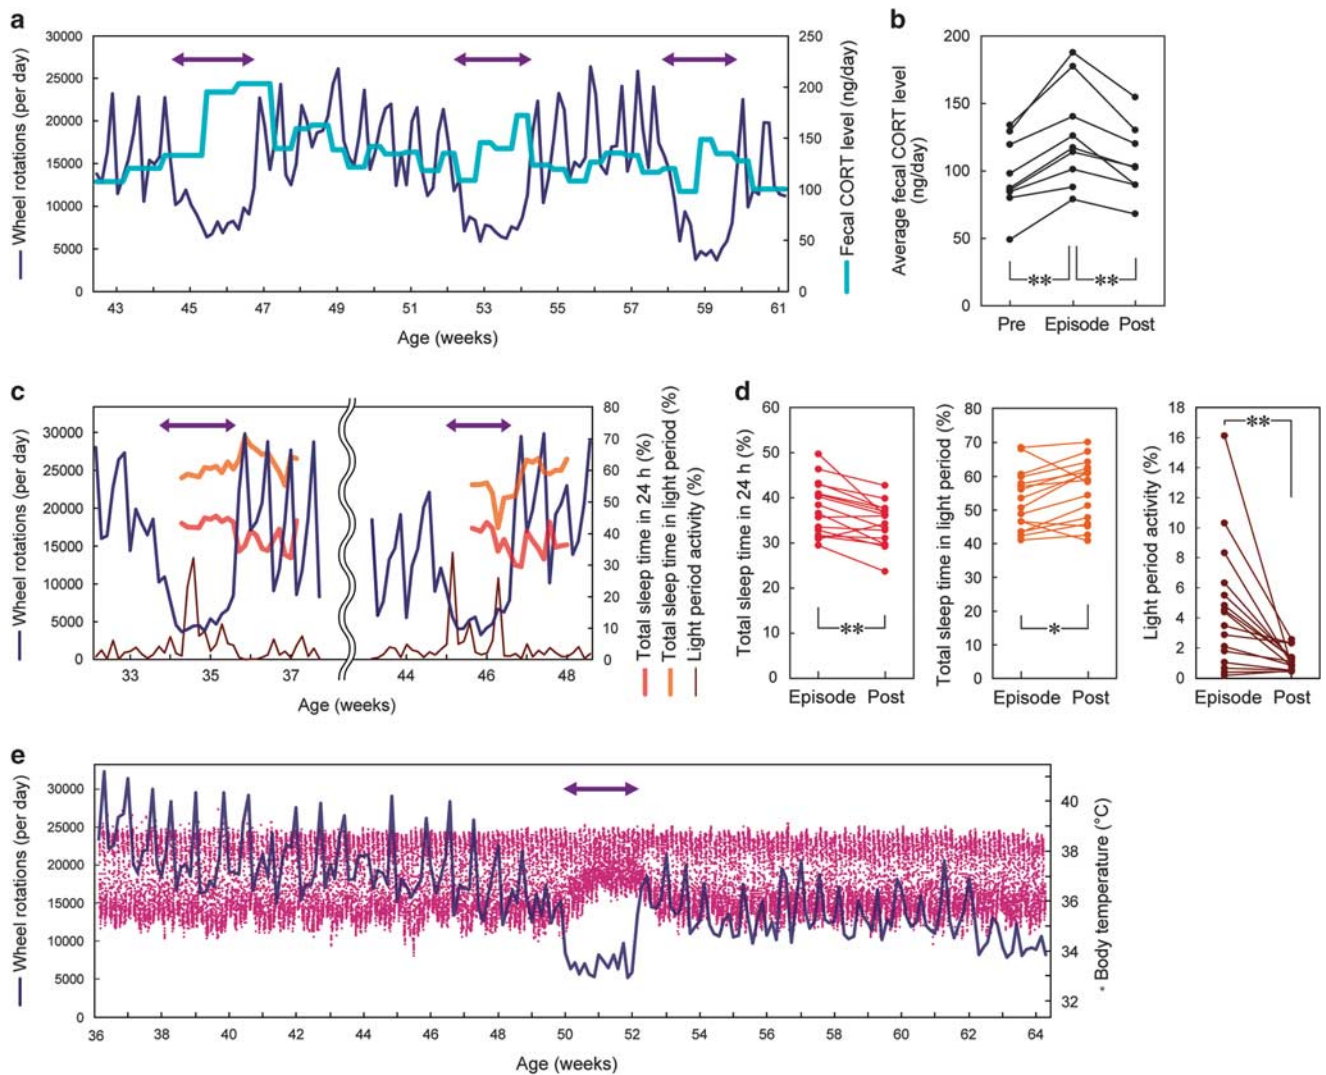 a
Wheel rotations (per day)
30000
25000
20000
15000
10000
5000
0
250
200
150
100
50
0
Fecal CORT level (ng/day)
43 45 47 49 51 53 55 57 59 61
Age (weeks)
b
Average fecal CORT level
(ng/day)
200
150
100
50
0
** **
Pre Episode Post
c
Wheel rotations (per day)
30000
25000
20000
15000
10000
5000
0
80
70
60
50
40
30
20
10
0
Total sleep time in 24 h (%)
Total sleep time in light period (%)
Light period activity (%)
33 35 37 44 46 48
Age (weeks)
d
Total sleep time in 24 h (%)
60
50
40
30
20
10
0
**
Episode Post
Total sleep time in light period (%)
80
70
60
50
40
30
20
10
0
*
Episode Post
Light period activity (%)
18
16
14
12
10
8
6
4
2
0
**
Episode Post
e
Wheel rotations (per day)
30000
25000
20000
15000
10000
5000
0
40
38
36
34
32
Body temperature (°C)
36 38 40 42 44 46 48 50 52 54 56 58 60 62 64
Age (weeks)